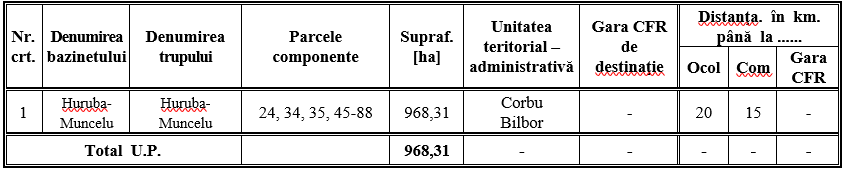 Nr. crt. Denumirea bazinetului Denumirea trupului Parcele componente Supraf. [ha] Unitatea teritorial – administrativă Gara CFR de destinație Distanța. în km. până la ......
Ocol Com Gara CFR
1 Huruba-Muncelu Huruba-Muncelu 24, 34, 35, 45-88 968,31 Corbu Bilbor - 20 15 -
Total U.P. 968,31 - - - - -